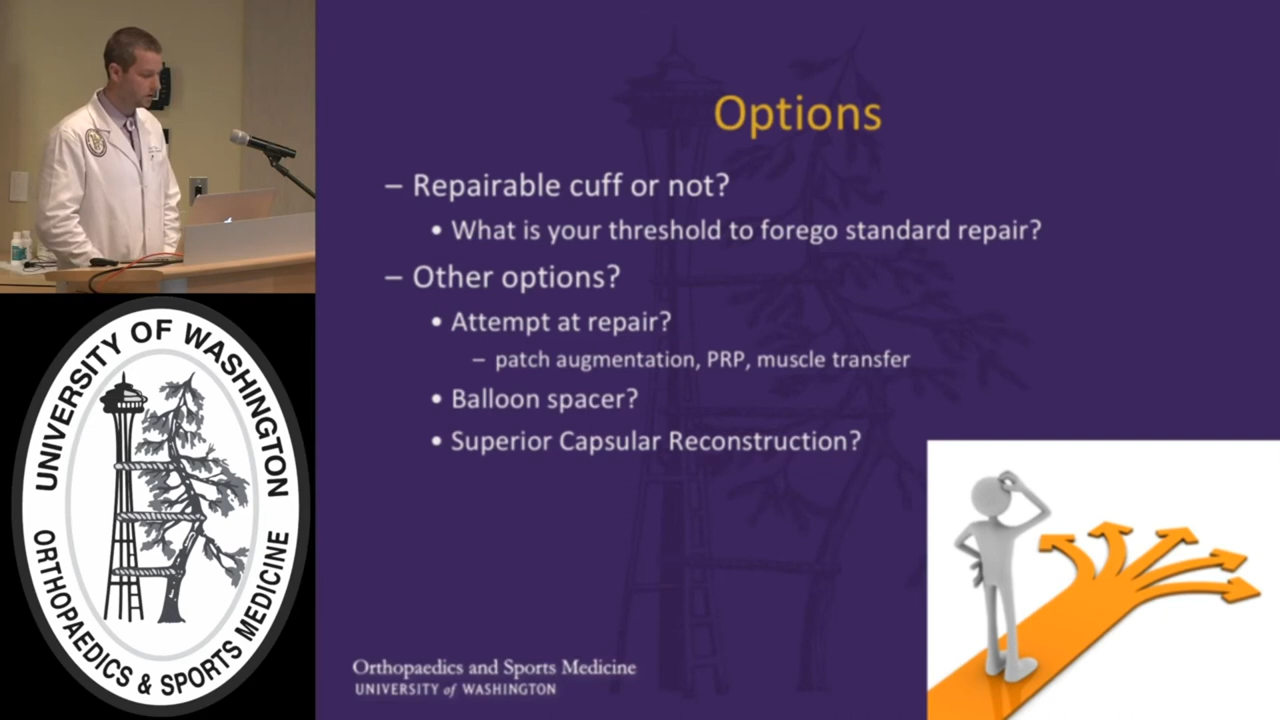 Options
– Repairable cuff or not?
• What is your threshold to forego standard repair?
– Other options?
• Attempt at repair?
– patch augmentation, PRP, muscle transfer
• Balloon spacer?
• Superior Capsular Reconstruction?
Orthopaedics and Sports Medicine
UNIVERSITY of WASHINGTON
UNIVERSITY OF WASHINGTON
ORTHOPAEDICS & SPORTS MEDICINE